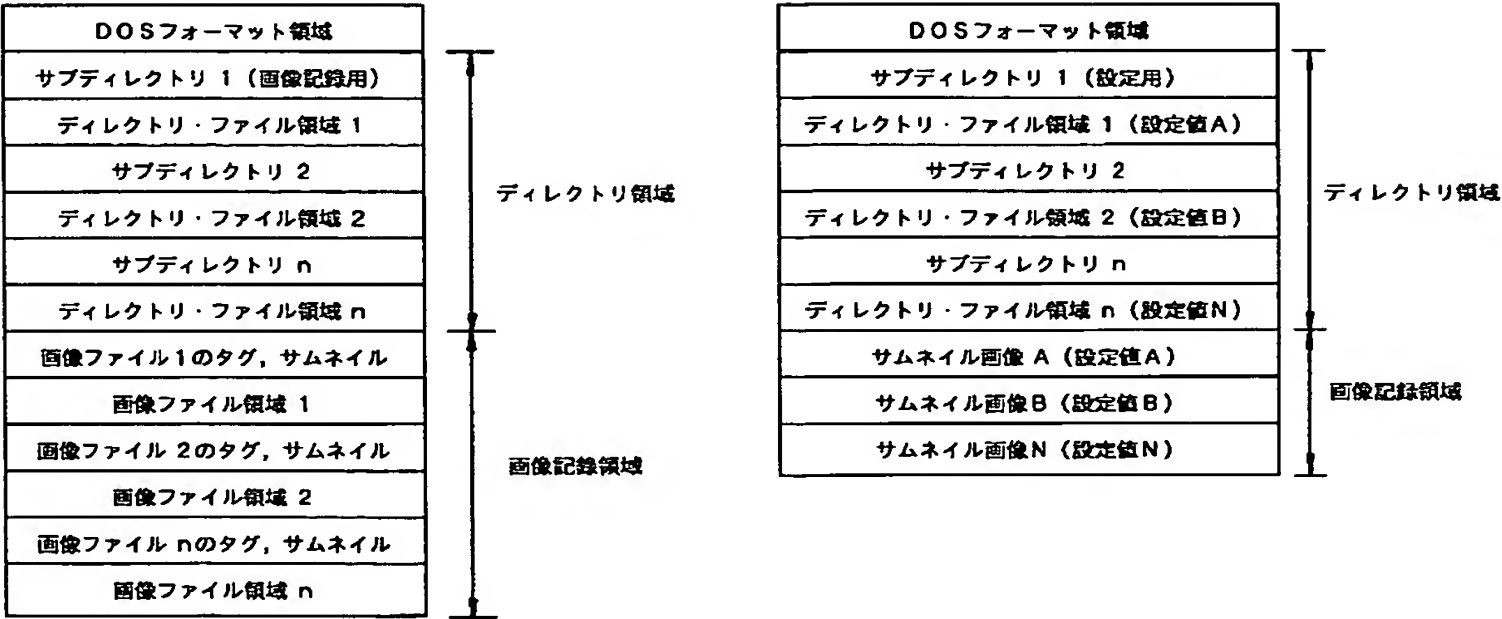 DOSフォーマット領域
サブディレクトリ 1 (画像記録用)
ディレクトリ・ファイル領域 1
サブディレクトリ 2
ディレクトリ・ファイル領域 2
サブディレクトリ n
ディレクトリ・ファイル領域 n
画像ファイル1のタグ, サムネイル
画像ファイル領域 1
画像ファイル 2のタグ, サムネイル
画像ファイル領域 2
画像ファイル nのタグ, サムネイル
画像ファイル領域 n
ディレクトリ領域
画像記録領域
DOSフォーマット領域
サブディレクトリ 1 (設定用)
ディレクトリ・ファイル領域 1 (設定値A)
サブディレクトリ 2
ディレクトリ・ファイル領域 2 (設定値B)
サブディレクトリ n
ディレクトリ・ファイル領域 n (設定値N)
サムネイル画像 A (設定値A)
サムネイル画像B (設定値B)
サムネイル画像N (設定値N)
ディレクトリ領域
画像記録領域